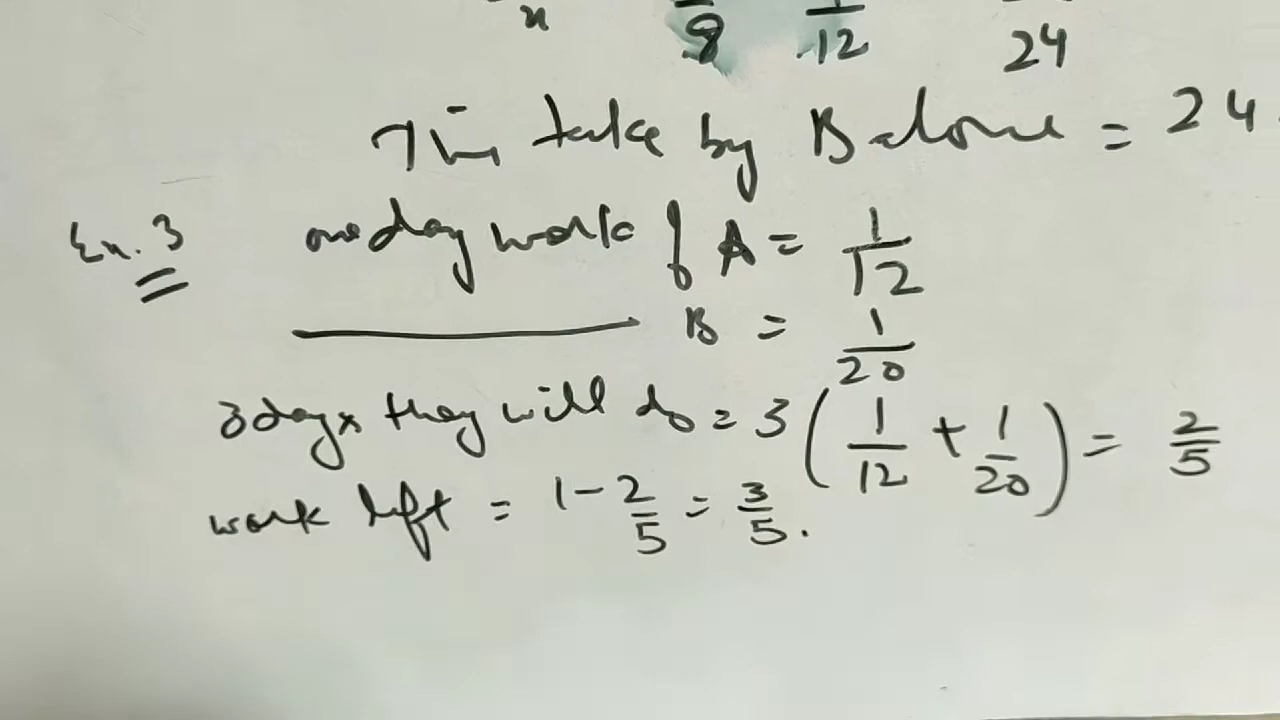 x 8 12 24
Time take by B alone = 24
Ex. 3 one day work of A = 1/12
B = 1/20
3 days they will do = 3 ( 1/12 + 1/20 ) = 2/5
work left = 1 - 2/5 = 3/5.